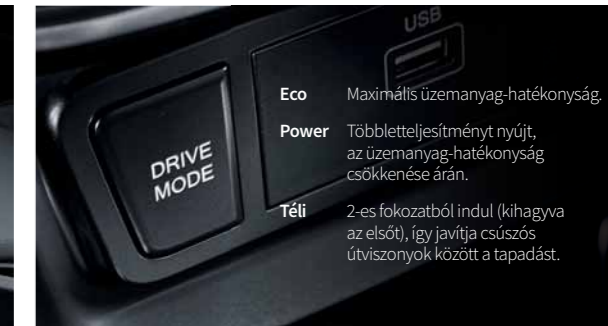 USB
DRIVE
MODE
Eco Maximális üzemanyag-hatékonyság.
Power Többletteljesítményt nyújt,
az üzemanyag-hatékonyság
csökkenése árán.
Téli 2-es fokozatból indul (kihagyva
az elsőt), így javítja csúszós
útviszonyok között a tapadást.